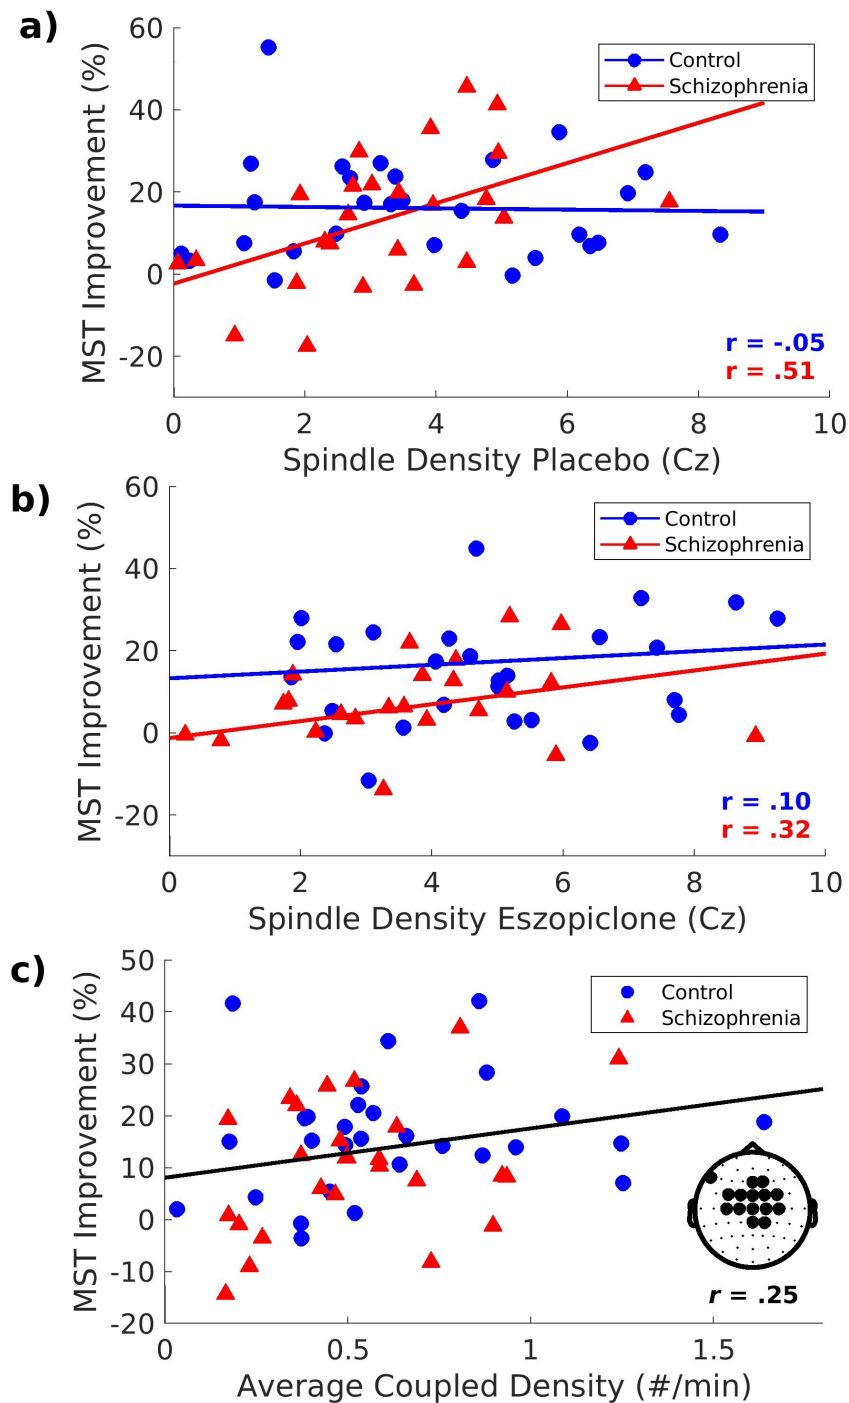 a)
60
40
20
0
-20
MST Improvement (%)
Control
Schizophrenia
r = -.05
r = .51
0 2 4 6 8 10
Spindle Density Placebo (Cz)
b)
60
40
20
0
-20
MST Improvement (%)
Control
Schizophrenia
r = .10
r = .32
0 2 4 6 8 10
Spindle Density Eszopiclone (Cz)
c)
50
40
30
20
10
0
-10
-20
MST Improvement (%)
Control
Schizophrenia
r = .25
0 0.5 1 1.5
Average Coupled Density (#/min)